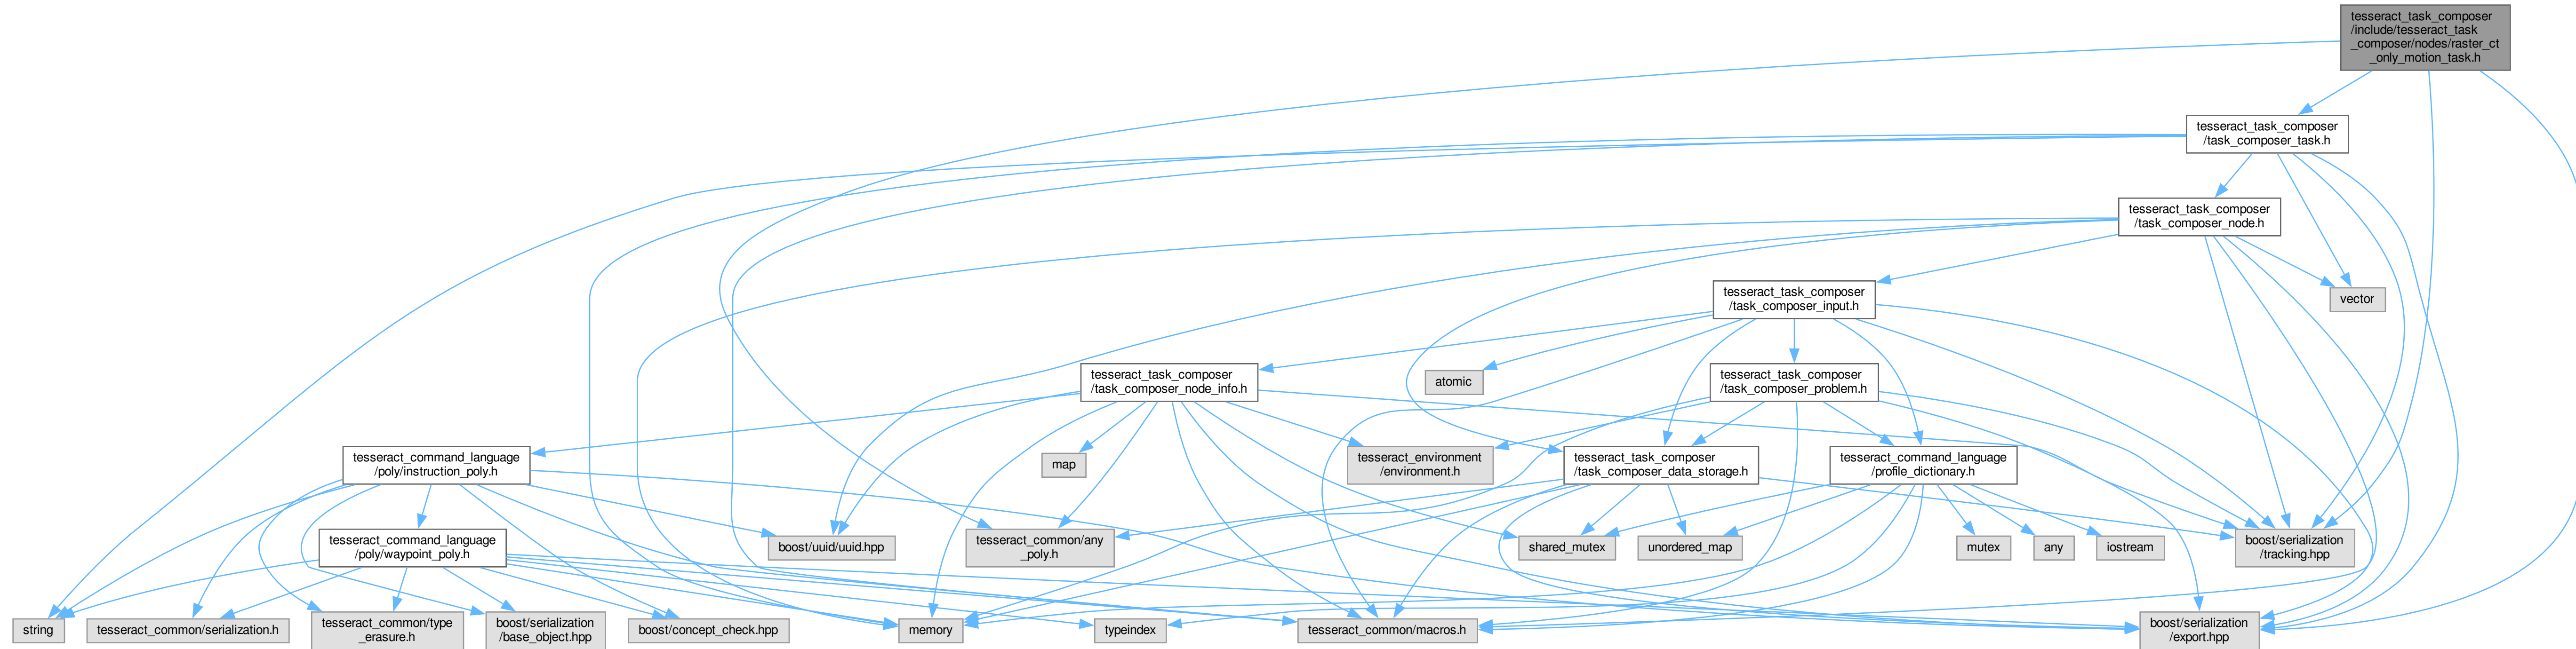 tesseract_task_composer
/include/tesseract_task
_composer/nodes/raster_ct
_only_motion_task.h
tesseract_task_composer
/task_composer_task.h
tesseract_task_composer
/task_composer_node.h
tesseract_task_composer
/task_composer_input.h
vector
tesseract_task_composer
/task_composer_node_info.h
atomic
tesseract_task_composer
/task_composer_problem.h
tesseract_command_language
/poly/instruction_poly.h
map
tesseract_environment
/environment.h
tesseract_task_composer
/task_composer_data_storage.h
tesseract_command_language
/profile_dictionary.h
tesseract_command_language
/poly/waypoint_poly.h
boost/uuid/uuid.hpp
tesseract_common/any
_poly.h
shared_mutex
unordered_map
mutex
any
iostream
boost/serialization
/tracking.hpp
string
tesseract_common/serialization.h
tesseract_common/type
_erasure.h
boost/serialization
/base_object.hpp
boost/concept_check.hpp
memory
typeindex
tesseract_common/macros.h
boost/serialization
/export.hpp